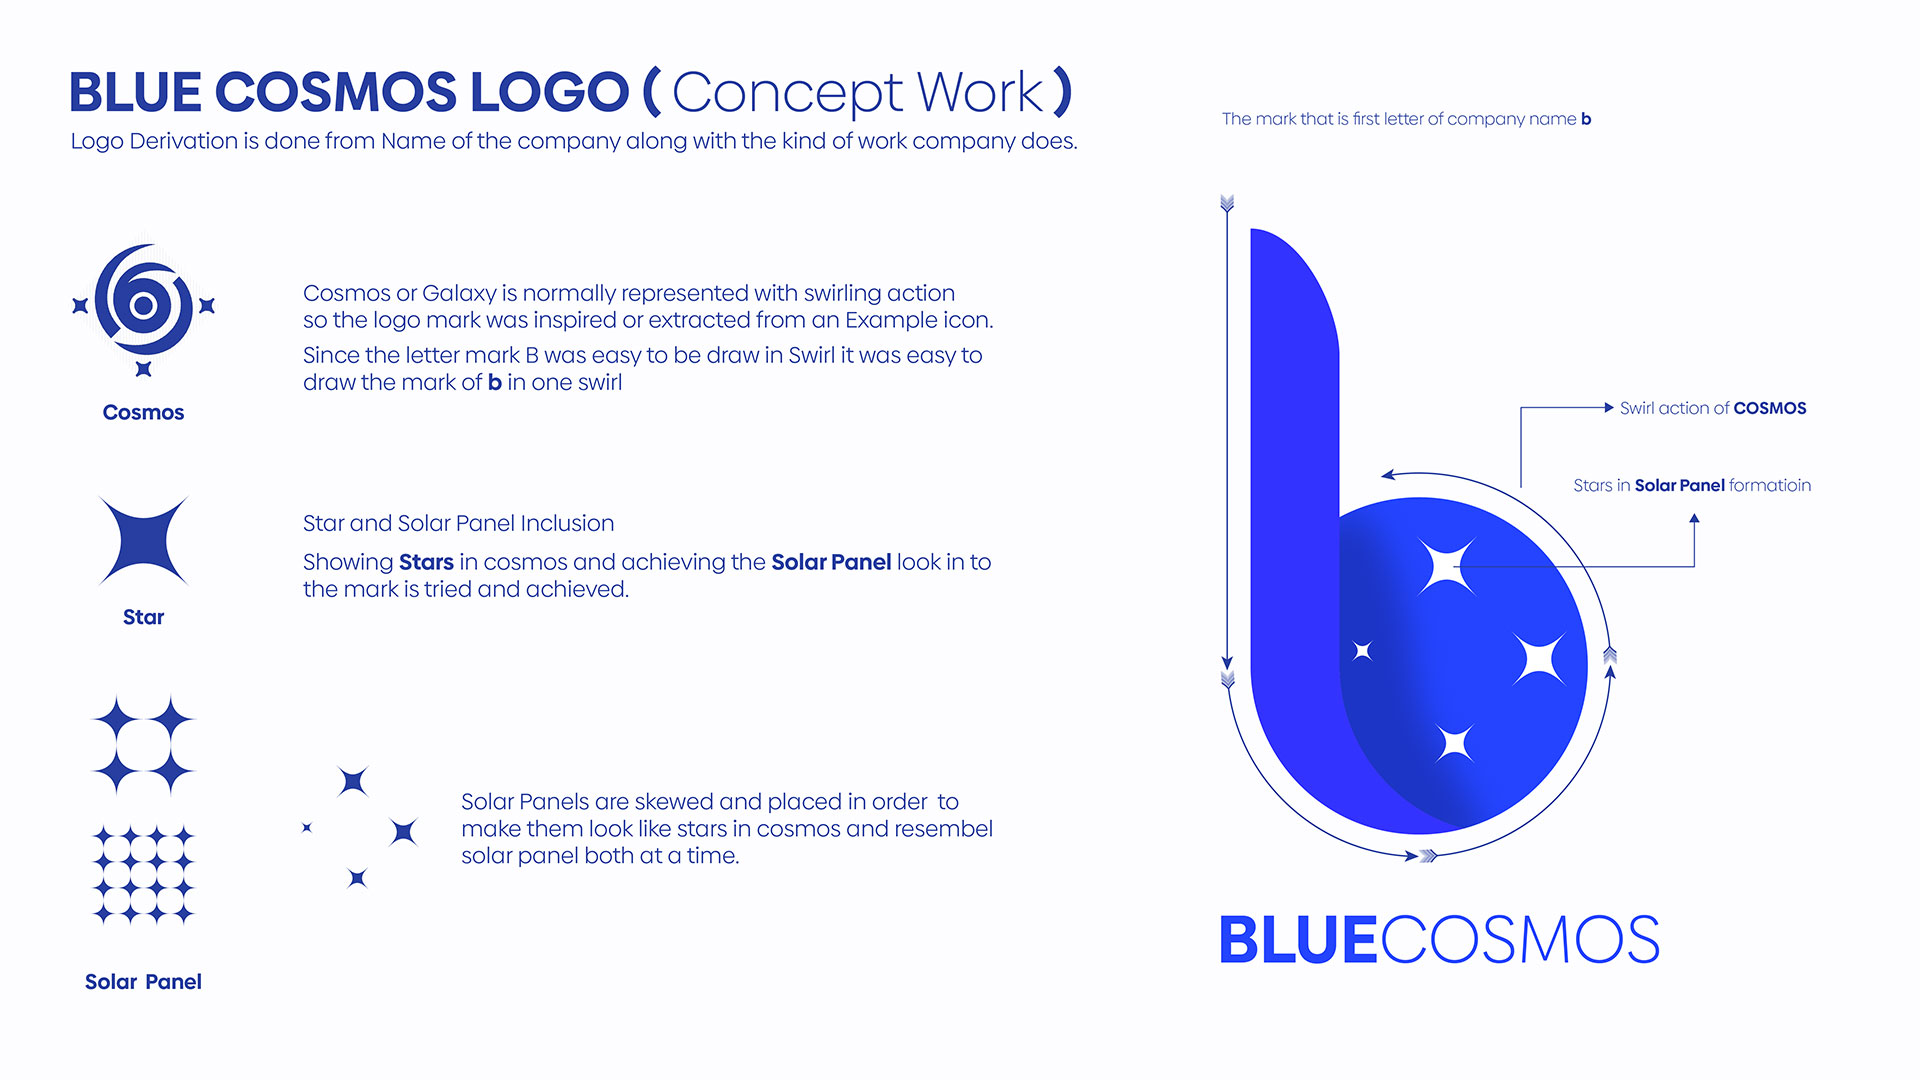 BLUE COSMOS LOGO ( Concept Work )
Logo Derivation is done from Name of the company along with the kind of work company does.
Cosmos
Cosmos or Galaxy is normally represented with swirling action
so the logo mark was inspired or extracted from an Example icon.
Since the letter mark B was easy to be draw in Swirl it was easy to
draw the mark of b in one swirl
Star
Star and Solar Panel Inclusion
Showing Stars in cosmos and achieving the Solar Panel look in to
the mark is tried and achieved.
Solar Panel
Solar Panels are skewed and placed in order to
make them look like stars in cosmos and resembel
solar panel both at a time.
The mark that is first letter of company name b
Swirl action of COSMOS
Stars in Solar Panel formatioin
b
BLUECOSMOS